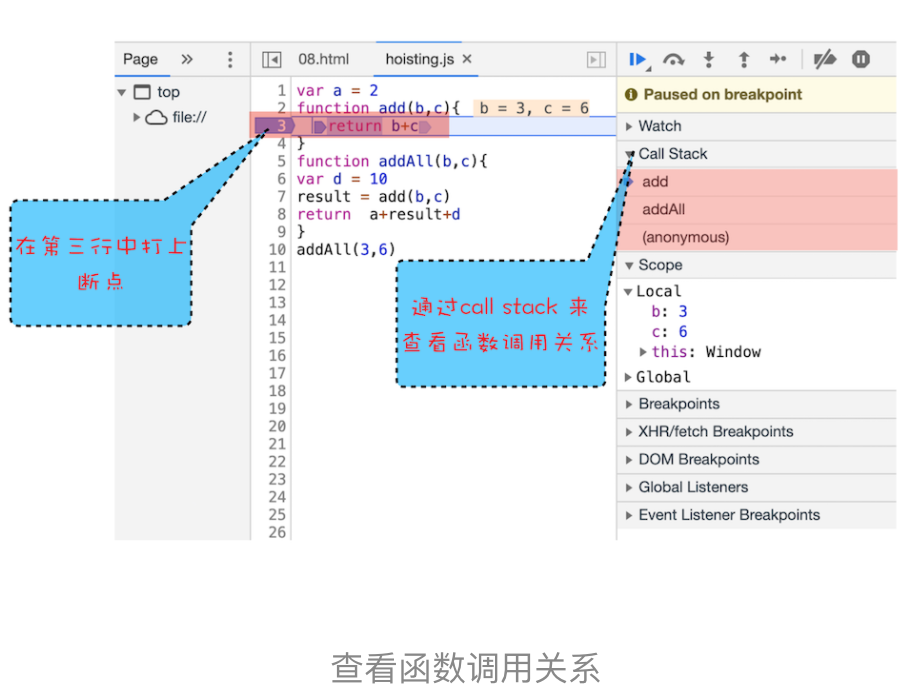 Page
08.html
hoisting.js ×
1 var a = 2
2 function add(b,c){ b = 3, c = 6
3 return b+c
4 }
5 function addAll(b,c){
6 var d = 10
7 result = add(b,c)
8 return  a+result+d
9 }
10 addAll(3,6)
11
12
13
14
15
16
17
18
19
20
21
22
23
24
25
26
top
file://
在第三行中打上
断点
通过call stack 来
查看函数调用关系
Paused on breakpoint
Watch
Call Stack
add
addAll
(anonymous)
Scope
Local
b: 3
c: 6
this: Window
Global
Breakpoints
XHR/fetch Breakpoints
DOM Breakpoints
Global Listeners
Event Listener Breakpoints
查看函数调用关系